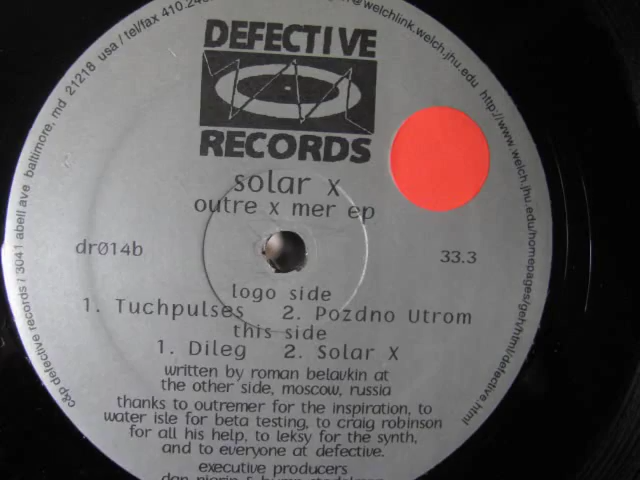 DEFECTIVE
RECORDS
solar x
outre x mer ep
dr014b
33.3
logo side
1. Tuchpulses 2. Pozdno Utrom
this side
1. Dileg 2. Solar X
written by roman belavkin at
the other side, moscow, russia
thanks to outremer for the inspiration, to
water isle for beta testing, to craig robinson
for all his help, to leksy for the synth,
and to everyone at defective.
executive producers
c&p defective records / 3041 abell ave baltimore, md 21218 usa / tel/fax 410.243
@welchlink.welch.jhu.edu http://www.welch.jhu.edu/homepages/geh/html/defective.html